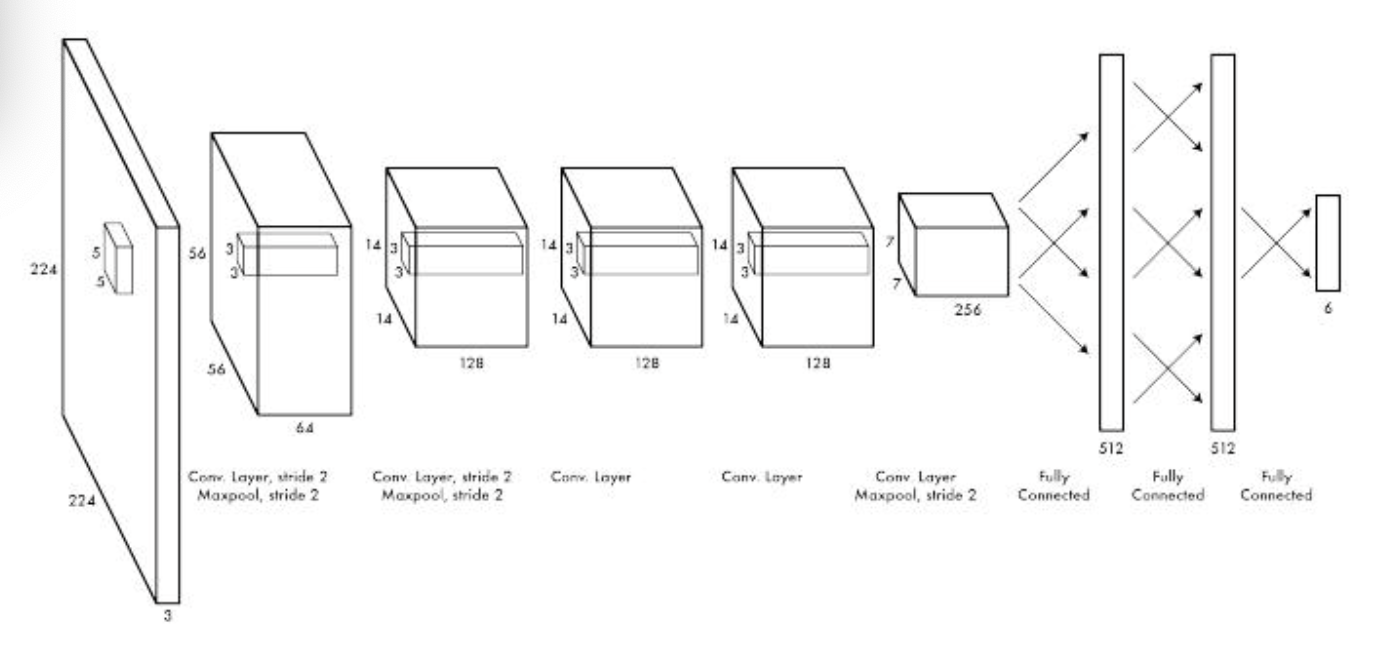 224
224
3
5
5
56
56
64
3
3
14
14
128
3
3
14
14
128
3
3
14
14
128
3
3
7
7
256
512
512
6
Conv. Layer, stride 2
Maxpool, stride 2
Conv. Layer, stride 2
Maxpool, stride 2
Conv. Layer
Conv. Layer
Conv. Layer
Maxpool, stride 2
Fully
Connected
Fully
Connected
Fully
Connected